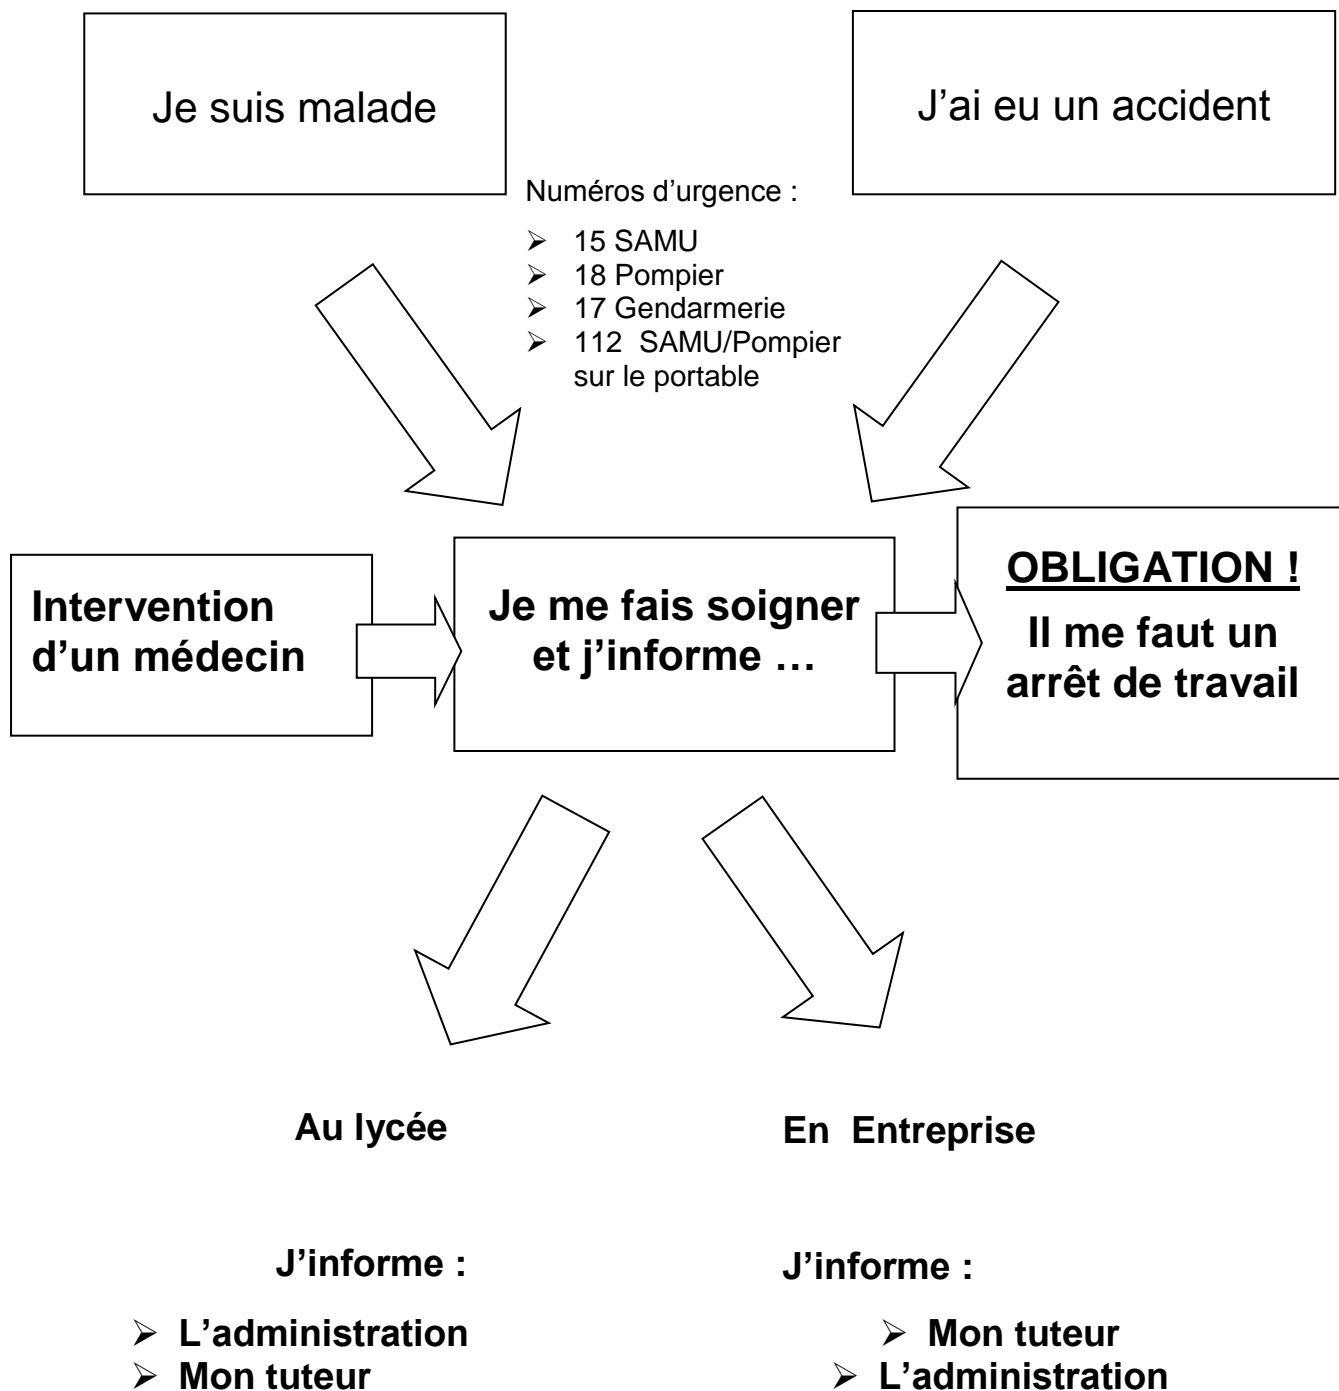 Je suis malade
J'ai eu un accident
Numéros d'urgence :
➢ 15 SAMU
➢ 18 Pompier
➢ 17 Gendarmerie
➢ 112 SAMU/Pompier
sur le portable
Intervention
d'un médecin
Je me fais soigner
et j'informe …
OBLIGATION !
Il me faut un
arrêt de travail
Au lycée
J'informe :
➢ L'administration
➢ Mon tuteur
En Entreprise
J'informe :
➢ Mon tuteur
➢ L'administration